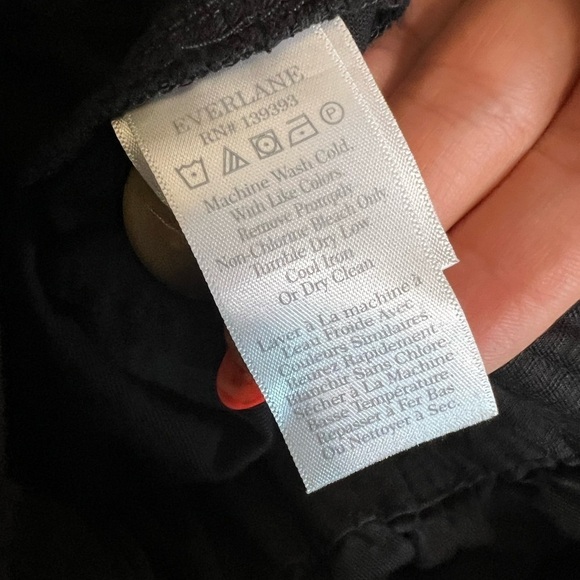 EVERLANE
RN# 139393
P
Machine Wash Cold,
With Like Colors.
Remove Promptly
Non-Chlorine Bleach Only
Tumble Dry Low
Cool Iron
Or Dry Clean
Laver à La machine à
L'eau Froide Avec
Couleurs Similaires.
Retirez Rapidement.
Blanchir Sans Chlore.
Sécher à La Machine
Basse Température
Repasser à Fer Bas
Ou Nettoyer à Sec.